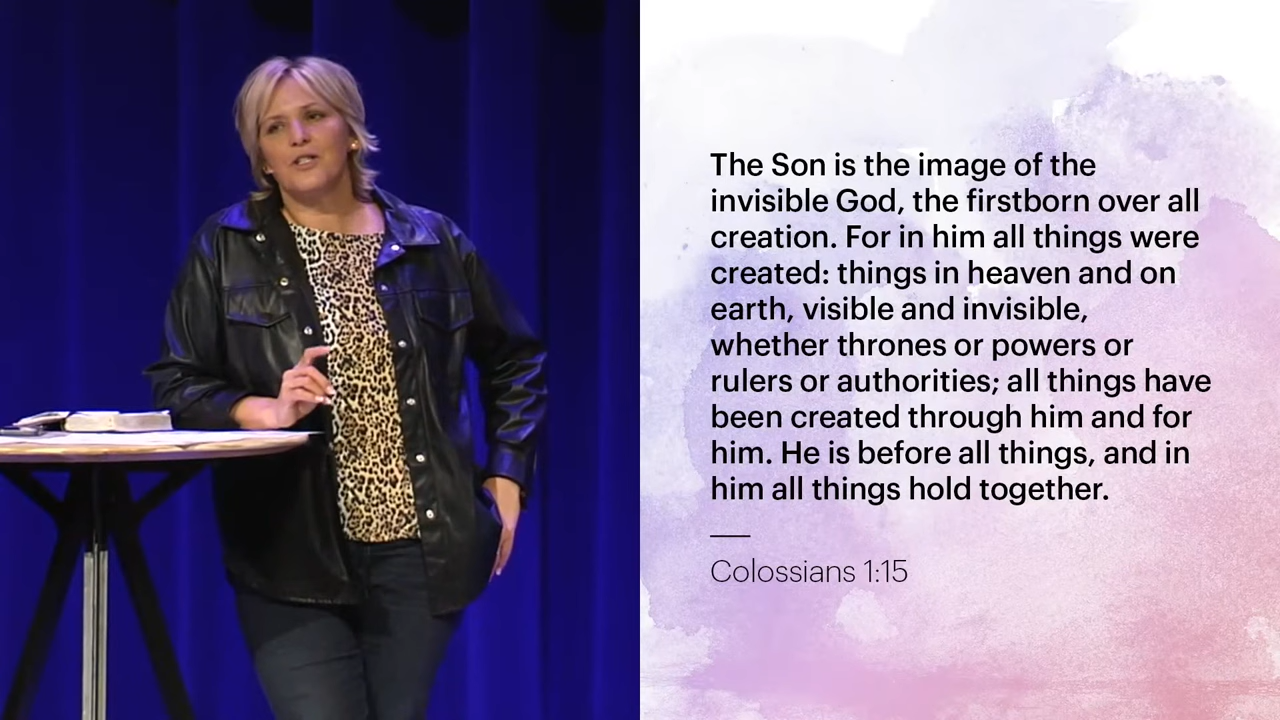 The Son is the image of the
invisible God, the firstborn over all
creation. For in him all things were
created: things in heaven and on
earth, visible and invisible,
whether thrones or powers or
rulers or authorities; all things have
been created through him and for
him. He is before all things, and in
him all things hold together.
Colossians 1:15